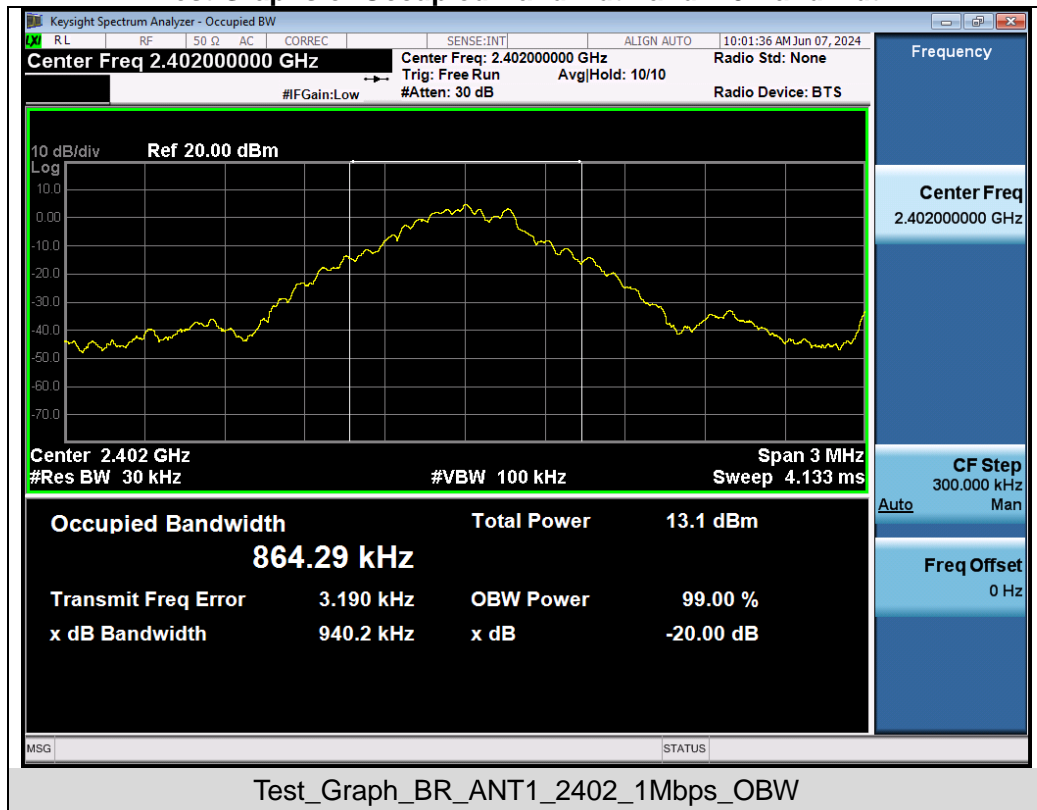 Keysight Spectrum Analyzer - Occupied BW
LXI RL RF 50 Ω AC CORREC SENSE:INT ALIGN AUTO 10:01:36 AM Jun 07, 2024
Center Freq 2.402000000 GHz
#IFGain:Low
Center Freq: 2.402000000 GHz
Trig: Free Run Avg|Hold: 10/10
#Atten: 30 dB
Radio Std: None
Radio Device: BTS
10 dB/div Ref 20.00 dBm
Log
10.0
0.00
-10.0
-20.0
-30.0
-40.0
-50.0
-60.0
-70.0
Center 2.402 GHz Span 3 MHz
#Res BW 30 kHz #VBW 100 kHz Sweep 4.133 ms
Occupied Bandwidth Total Power 13.1 dBm
864.29 kHz
Transmit Freq Error 3.190 kHz OBW Power 99.00 %
x dB Bandwidth 940.2 kHz x dB -20.00 dB
Frequency
Center Freq
2.402000000 GHz
CF Step
300.000 kHz
Auto Man
Freq Offset
0 Hz
MSG STATUS
Test_Graph_BR_ANT1_2402_1Mbps_OBW